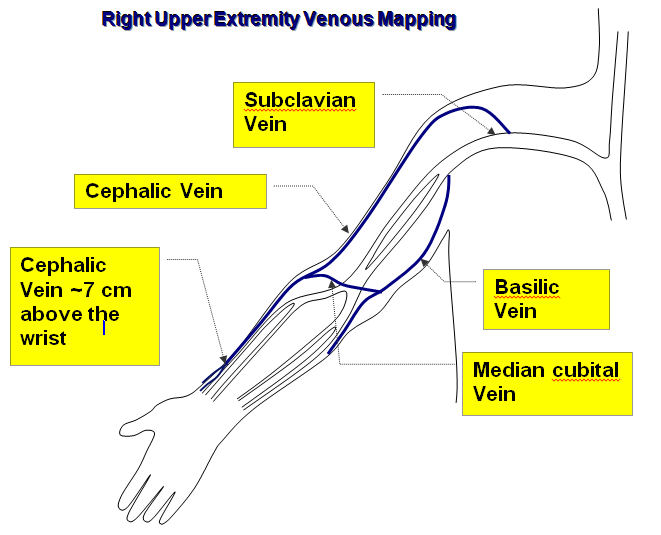 Right Upper Extremity Venous Mapping
Subclavian
Vein
Cephalic Vein
Cephalic
Vein ~7 cm
above the
wrist
Basilic
Vein
Median cubital
Vein